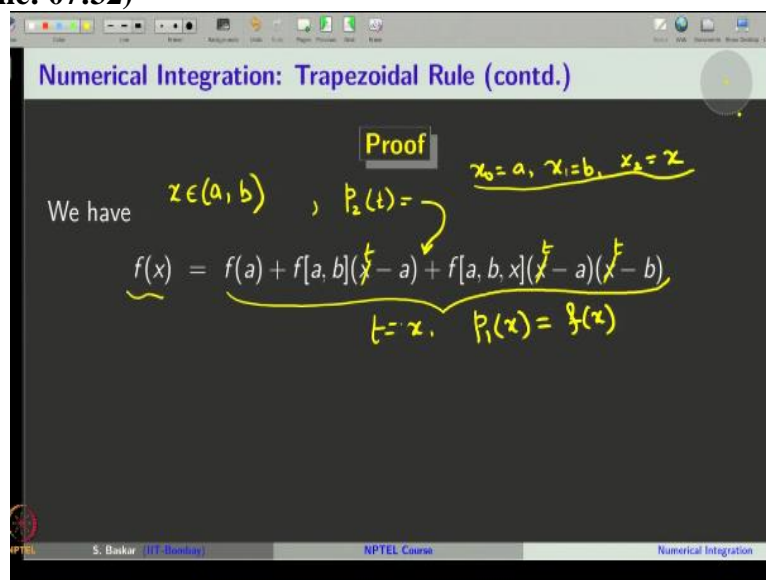 Numerical Integration: Trapezoidal Rule (contd.)
Proof
x₀ = a, x₁ = b, x₂ = x
We have x ∈ (a, b) , p₂(t) =
f(x) = f(a) + f[a, b](x t − a) + f[a, b, x](x t − a)(x t − b)
t = x. p₁(x) = f(x)
S. Baskar (IIT-Bombay) NPTEL Course Numerical Integration